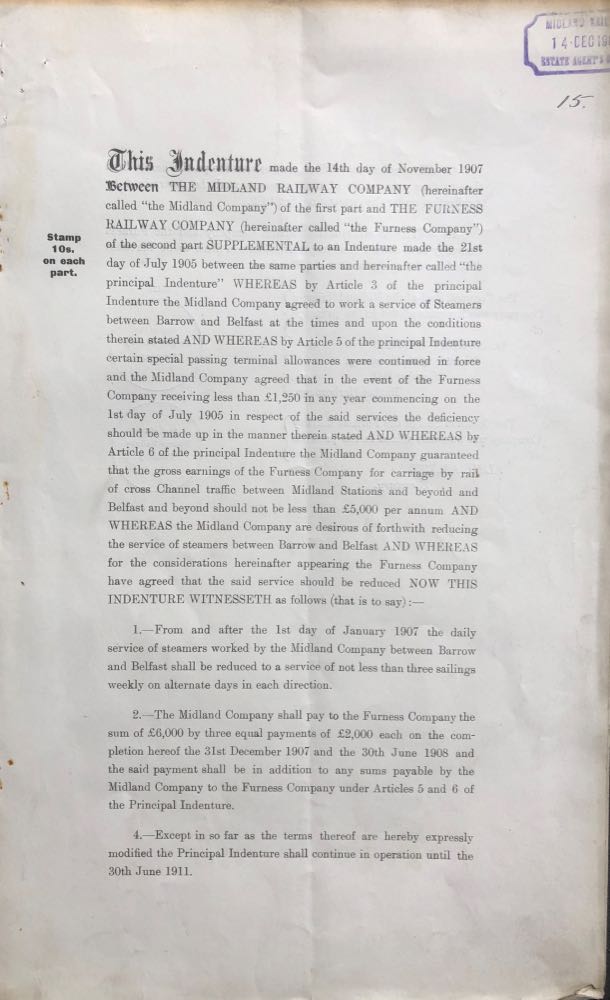 MIDLAND RAIL
14 DEC 19
ESTATE AGENT'S
15.
This Indenture made the 14th day of November 1907
Between THE MIDLAND RAILWAY COMPANY (hereinafter
called "the Midland Company") of the first part and THE FURNESS
RAILWAY COMPANY (hereinafter called "the Furness Company")
Stamp
10s.
on each
part.
of the second part SUPPLEMENTAL to an Indenture made the 21st
day of July 1905 between the same parties and hereinafter called "the
principal Indenture" WHEREAS by Article 3 of the principal
Indenture the Midland Company agreed to work a service of Steamers
between Barrow and Belfast at the times and upon the conditions
therein stated AND WHEREAS by Article 5 of the principal Indenture
certain special passing terminal allowances were continued in force
and the Midland Company agreed that in the event of the Furness
Company receiving less than £1,250 in any year commencing on the
1st day of July 1905 in respect of the said services the deficiency
should be made up in the manner therein stated AND WHEREAS by
Article 6 of the principal Indenture the Midland Company guaranteed
that the gross earnings of the Furness Company for carriage by rail
of cross Channel traffic between Midland Stations and beyond and
Belfast and beyond should not be less than £5,000 per annum AND
WHEREAS the Midland Company are desirous of forthwith reducing
the service of steamers between Barrow and Belfast AND WHEREAS
for the considerations hereinafter appearing the Furness Company
have agreed that the said service should be reduced NOW THIS
INDENTURE WITNESSETH as follows (that is to say):—
1.—From and after the 1st day of January 1907 the daily
service of steamers worked by the Midland Company between Barrow
and Belfast shall be reduced to a service of not less than three sailings
weekly on alternate days in each direction.
2.—The Midland Company shall pay to the Furness Company the
sum of £6,000 by three equal payments of £2,000 each on the com-
pletion hereof the 31st December 1907 and the 30th June 1908 and
the said payment shall be in addition to any sums payable by the
Midland Company to the Furness Company under Articles 5 and 6 of
the Principal Indenture.
4.—Except in so far as the terms thereof are hereby expressly
modified the Principal Indenture shall continue in operation until the
30th June 1911.